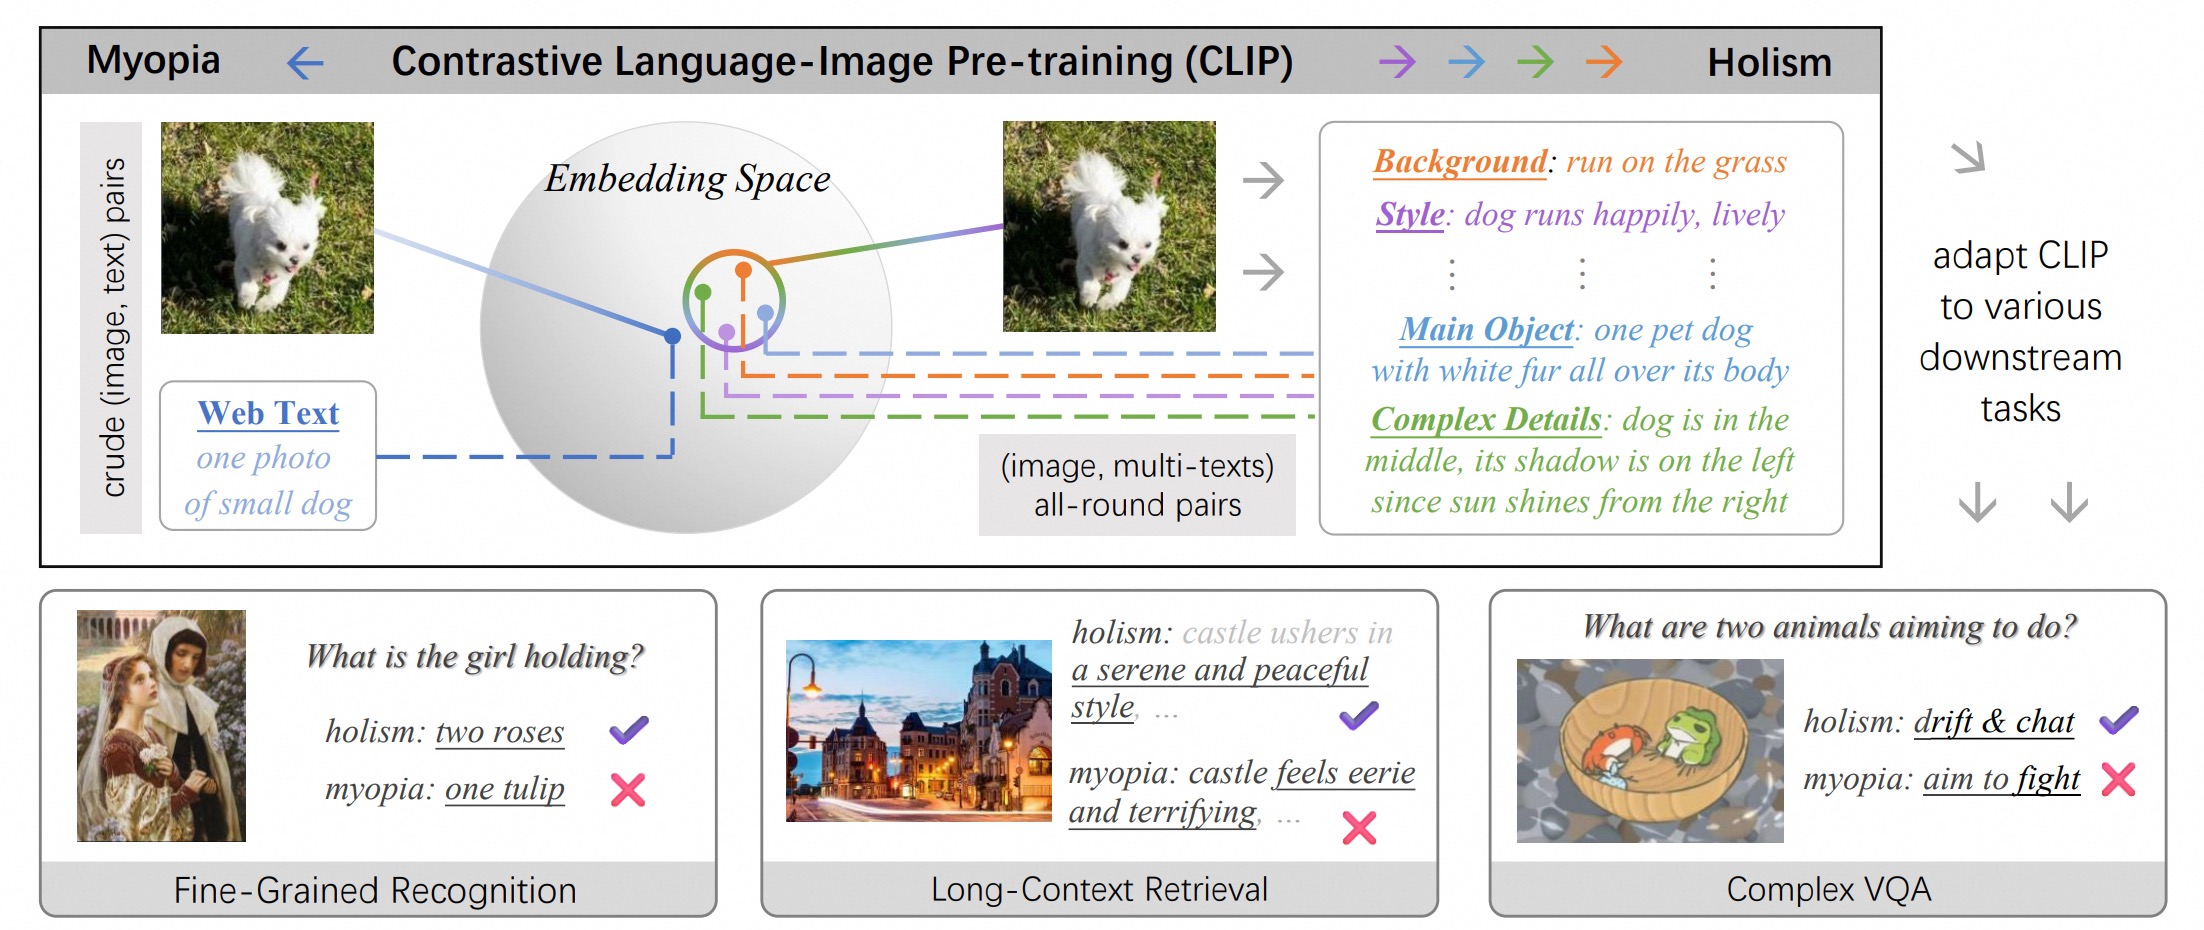 Myopia
Contrastive Language-Image Pre-training (CLIP)
Holism
crude (image, text) pairs
Web Text
one photo
of small dog
Embedding Space
(image, multi-texts)
all-round pairs
Background: run on the grass
Style: dog runs happily, lively
Main Object: one pet dog
with white fur all over its body
Complex Details: dog is in the
middle, its shadow is on the left
since sun shines from the right
adapt CLIP
to various
downstream
tasks
What is the girl holding?
holism: two roses
myopia: one tulip
Fine-Grained Recognition
holism: castle ushers in
a serene and peaceful
style, ...
myopia: castle feels eerie
and terrifying, ...
Long-Context Retrieval
What are two animals aiming to do?
holism: drift & chat
myopia: aim to fight
Complex VQA